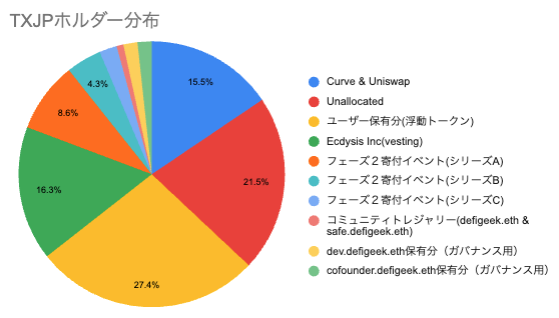 TXJPホルダー分布
15.5%
21.5%
27.4%
16.3%
8.6%
4.3%
Curve & Uniswap
Unallocated
ユーザー保有分(浮動トークン)
Ecdysis Inc(vesting)
フェーズ２寄付イベント(シリーズA)
フェーズ２寄付イベント(シリーズB)
フェーズ２寄付イベント(シリーズC)
コミュニティトレジャリー(defigeek.eth &
safe.defigeek.eth)
dev.defigeek.eth保有分（ガバナンス用）
cofounder.defigeek.eth保有分（ガバナンス用）